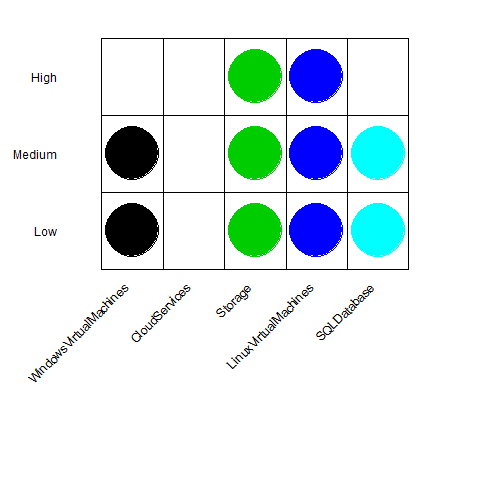 High
Medium
Low
WindowsVirtualMachines
CloudServices
Storage
LinuxVirtualMachines
SQLDatabase